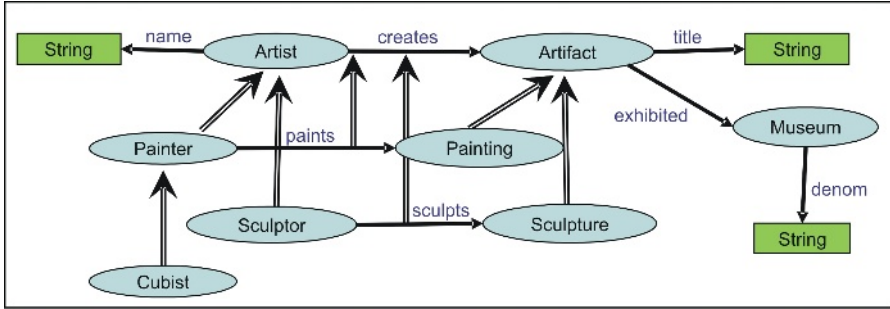 String
name
Artist
creates
Artifact
title
String
exhibited
Museum
Painter
paints
Painting
denom
Sculptor
sculpts
Sculpture
String
Cubist